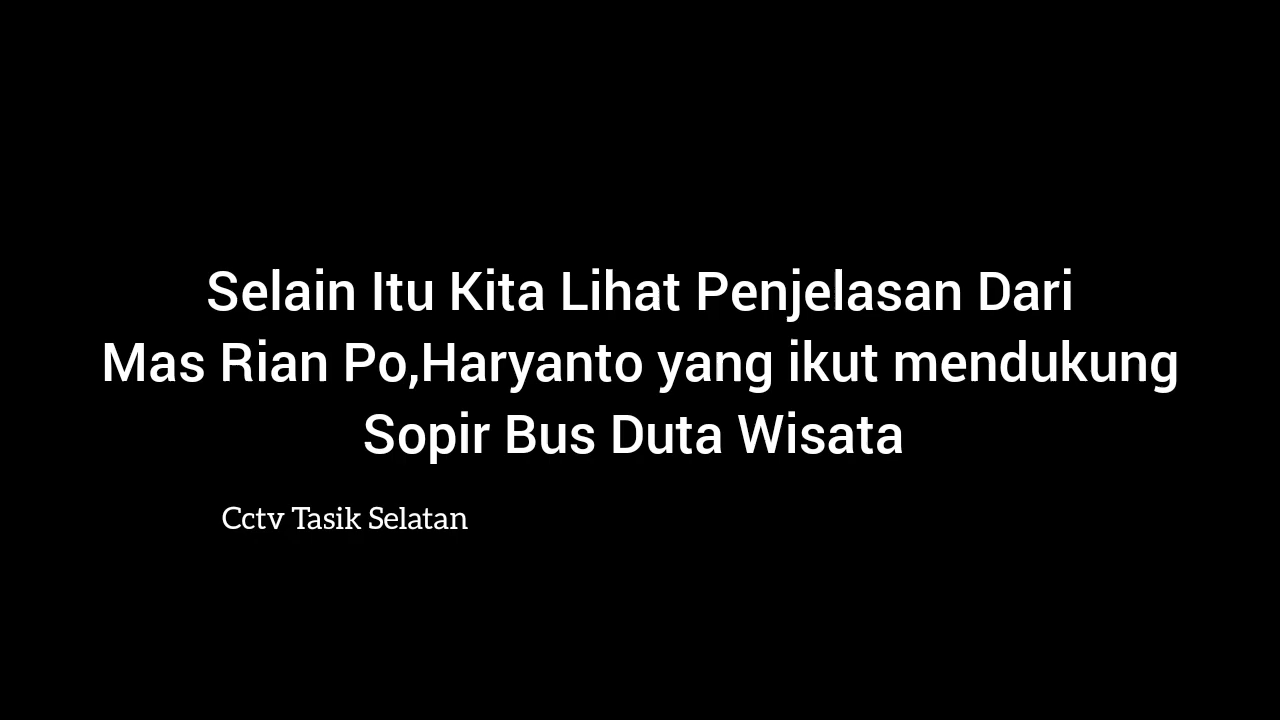 Selain Itu Kita Lihat Penjelasan Dari
Mas Rian Po,Haryanto yang ikut mendukung
Sopir Bus Duta Wisata
Cctv Tasik Selatan